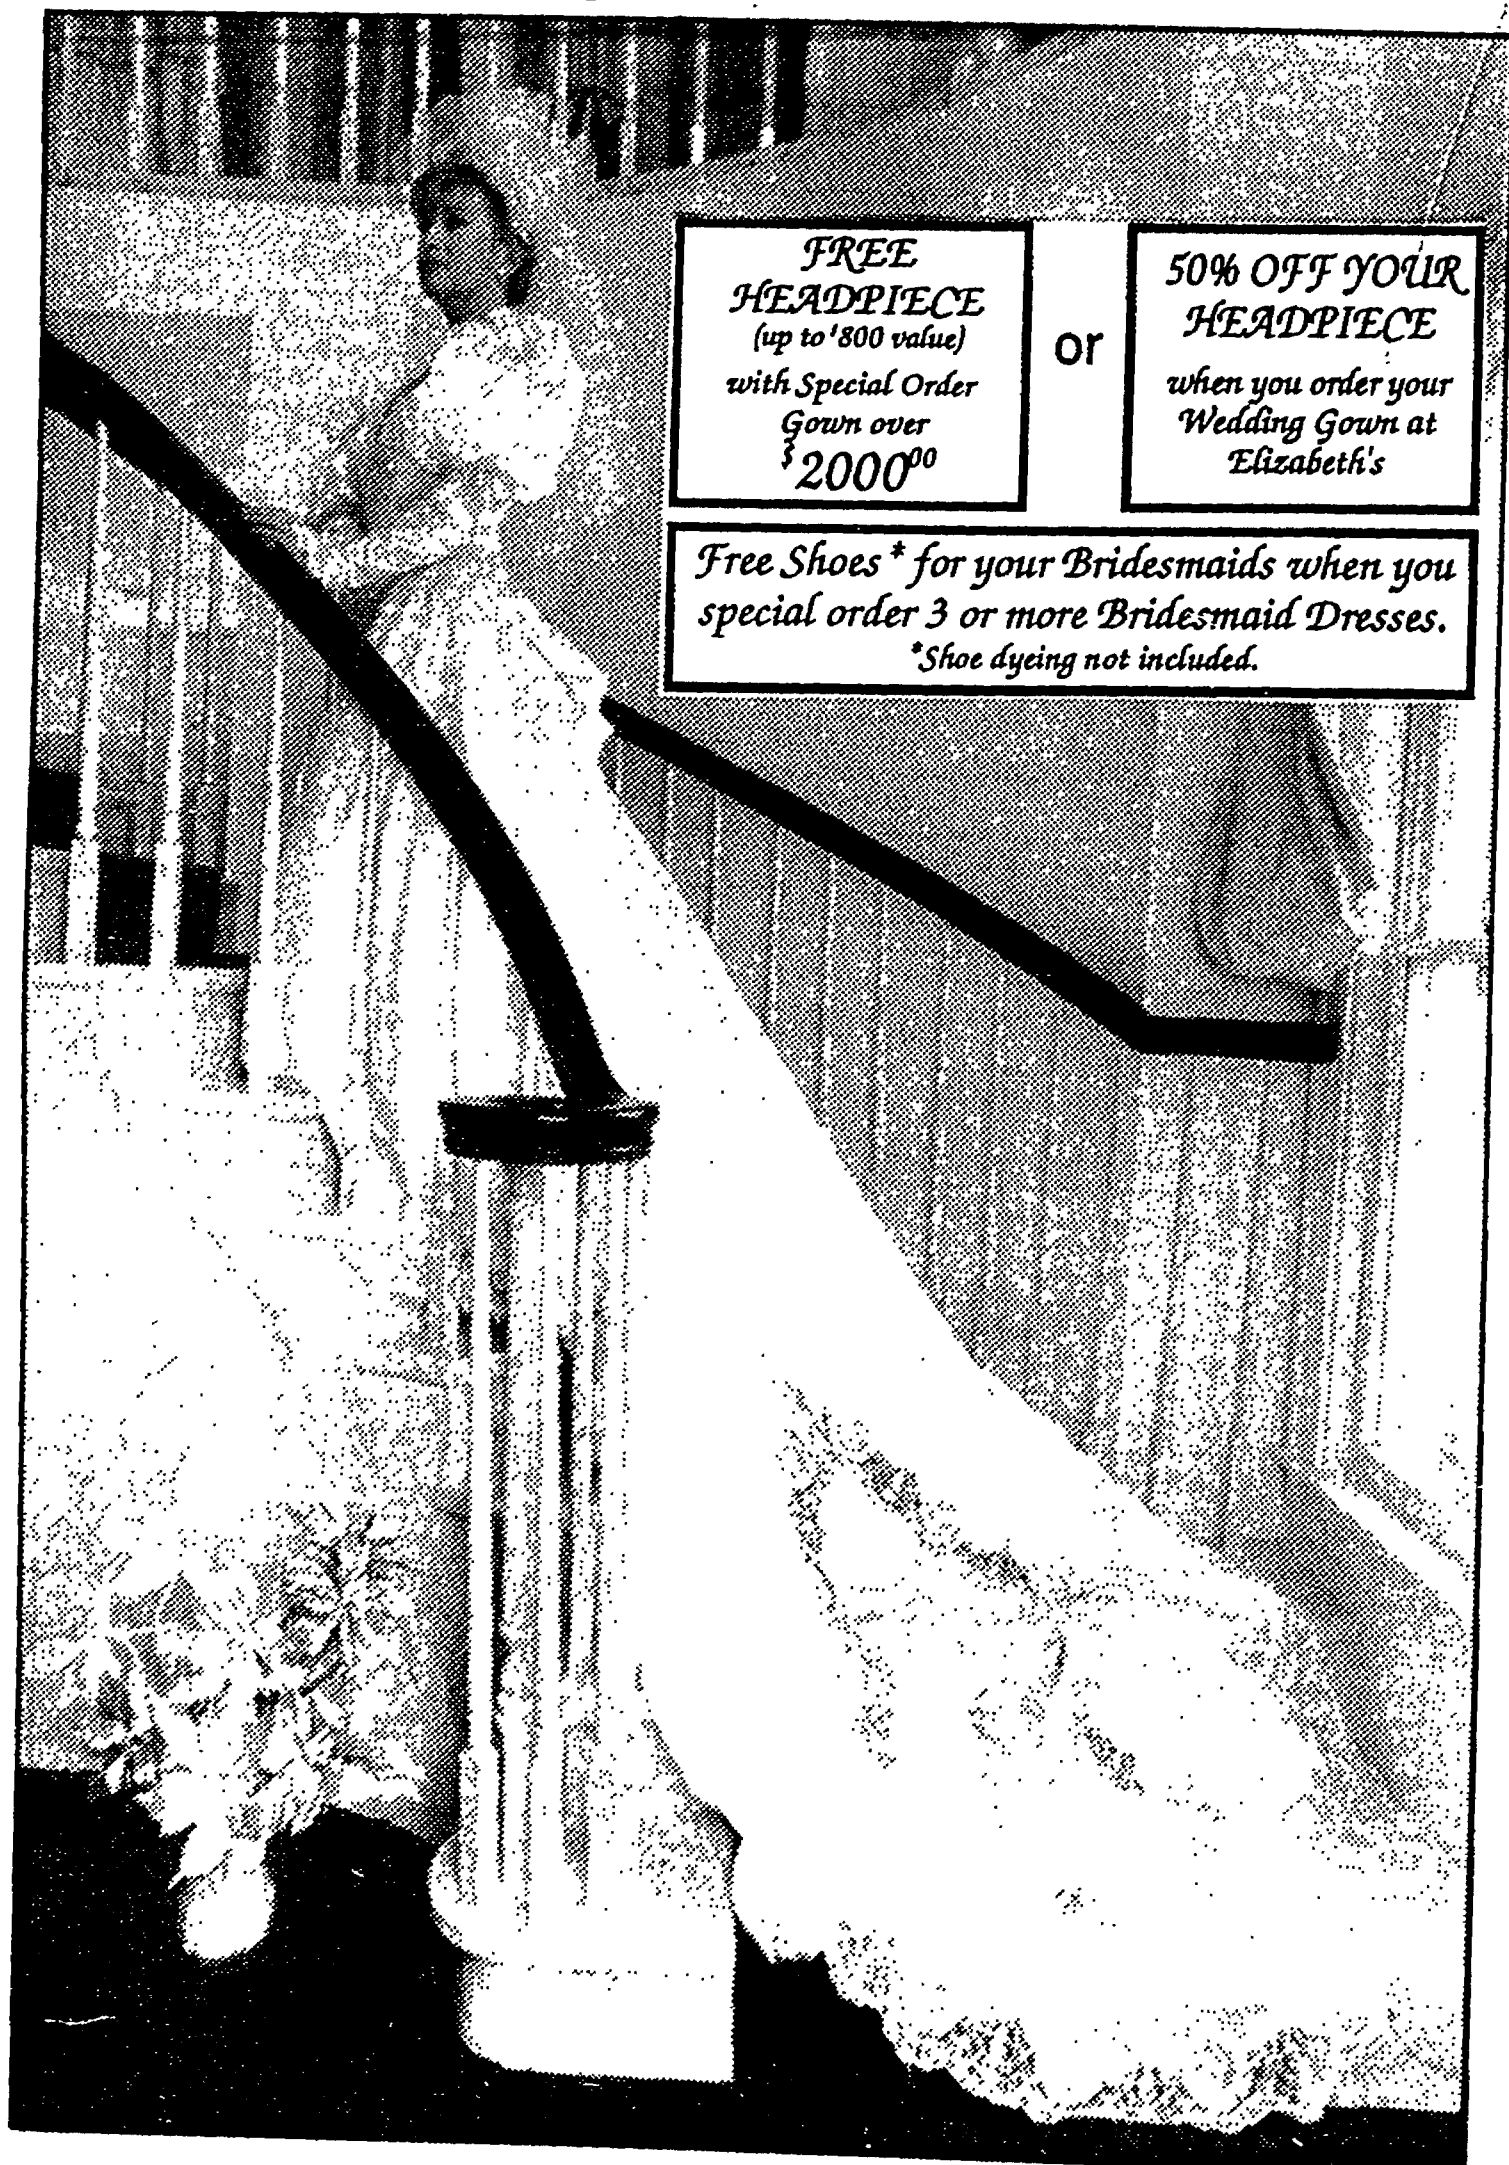 FREE
HEADPIECE
(up to '800 value)
with Special Order
Gown over
$2000⁰⁰
or
50% OFF YOUR
HEADPIECE
when you order your
Wedding Gown at
Elizabeth's
Free Shoes* for your Bridesmaids when you
special order 3 or more Bridesmaid Dresses.
*Shoe dyeing not included.